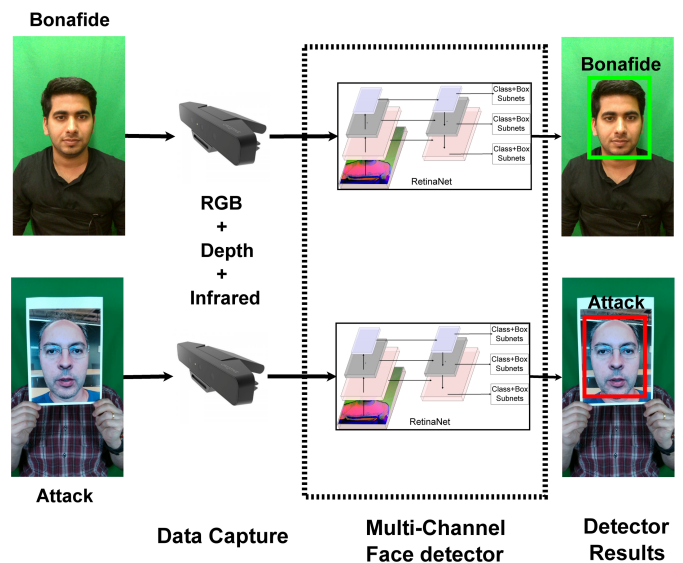 Bonafide
RGB
+
Depth
+
Infrared
Class+Box
Subnets
Class+Box
Subnets
Class+Box
Subnets
RetinaNet
Bonafide
Attack
Class+Box
Subnets
Class+Box
Subnets
Class+Box
Subnets
RetinaNet
Attack
Data Capture
Multi-Channel
Face detector
Detector
Results